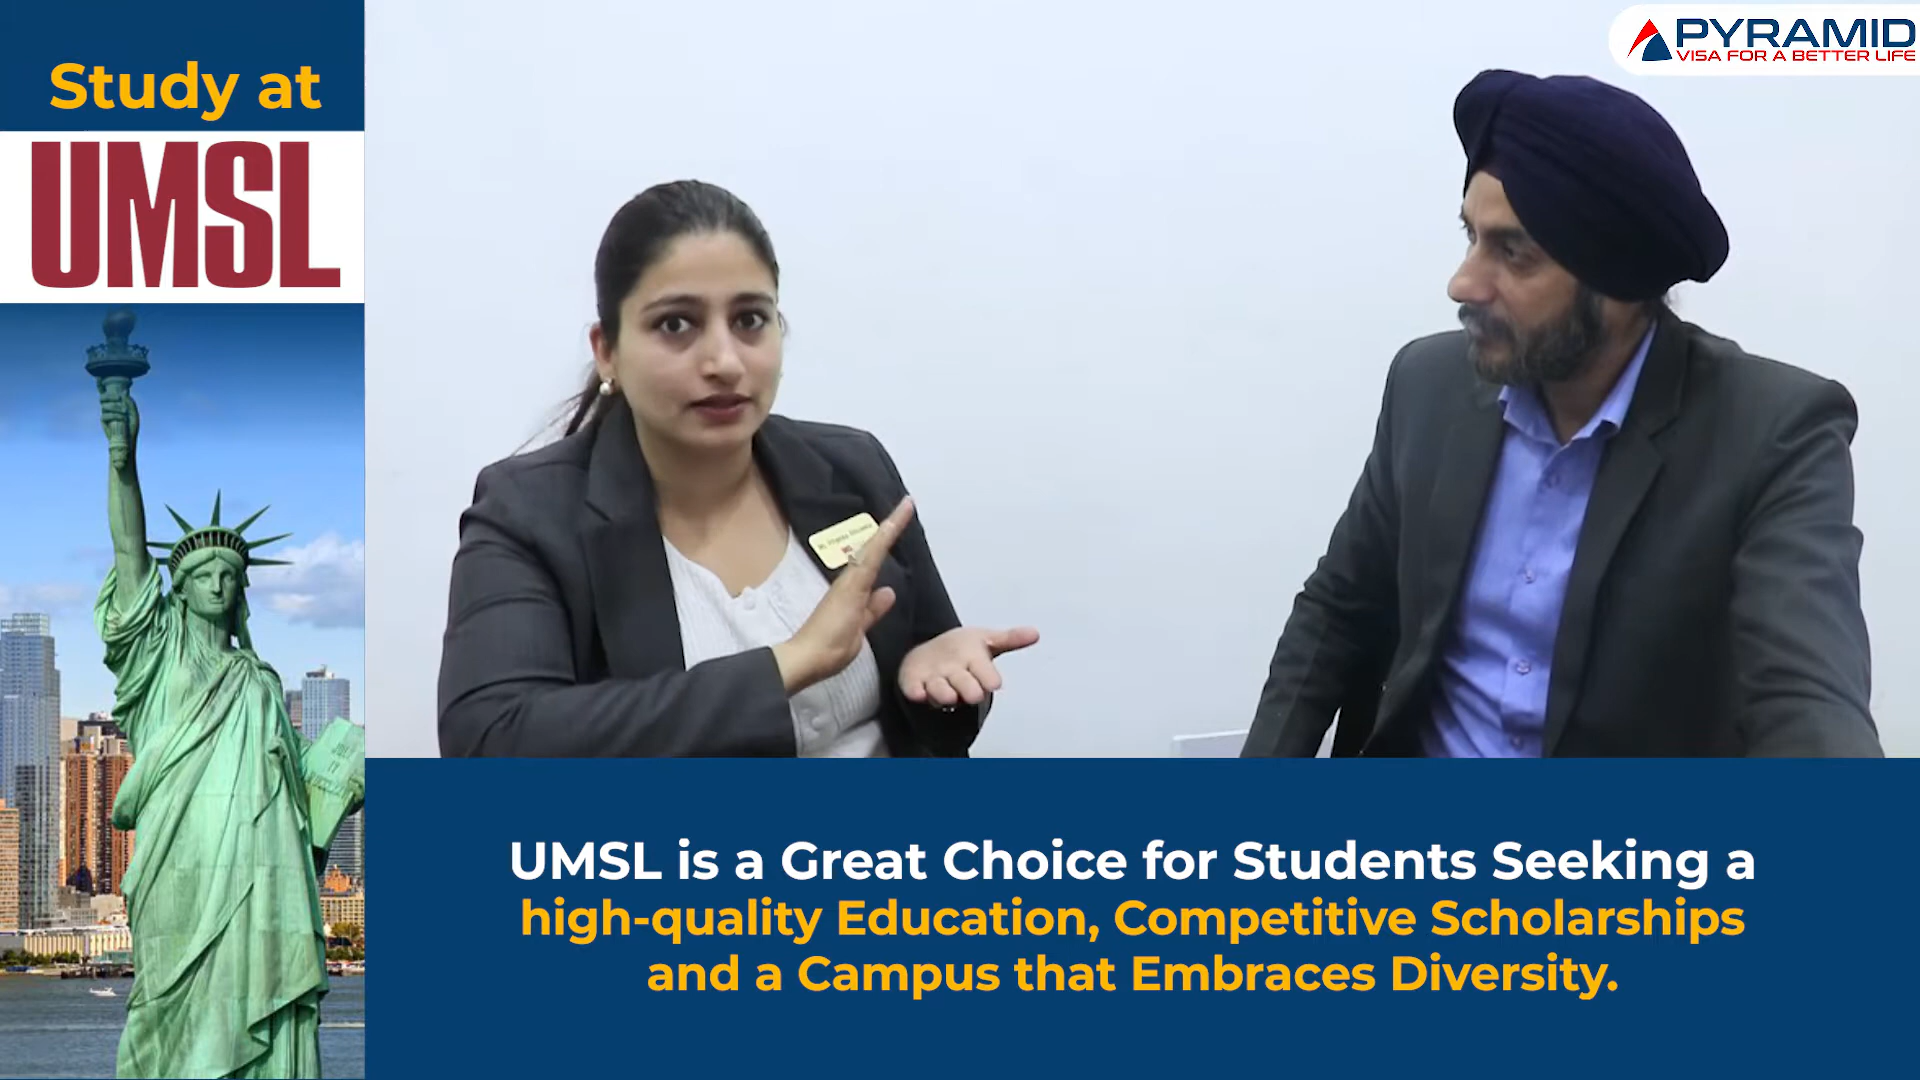 Study at
UMSL
PYRAMID
VISA FOR A BETTER LIFE
UMSL is a Great Choice for Students Seeking a
high-quality Education, Competitive Scholarships
and a Campus that Embraces Diversity.